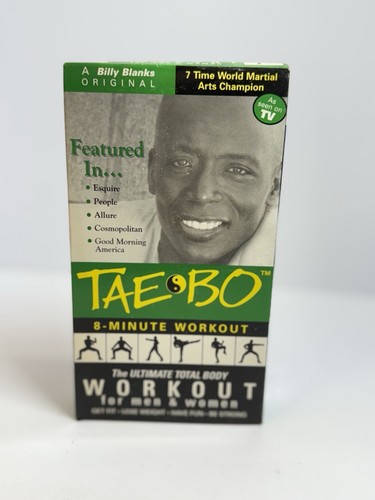 A Billy Blanks
ORIGINAL
7 Time World Martial
Arts Champion
As
seen on
TV
Featured
In...
• Esquire
• People
• Allure
• Cosmopolitan
• Good Morning
America
TAE BO™
8-MINUTE WORKOUT
The ULTIMATE TOTAL BODY
WORKOUT
for men & women
GET FIT • LOSE WEIGHT • HAVE FUN • BE STRONG